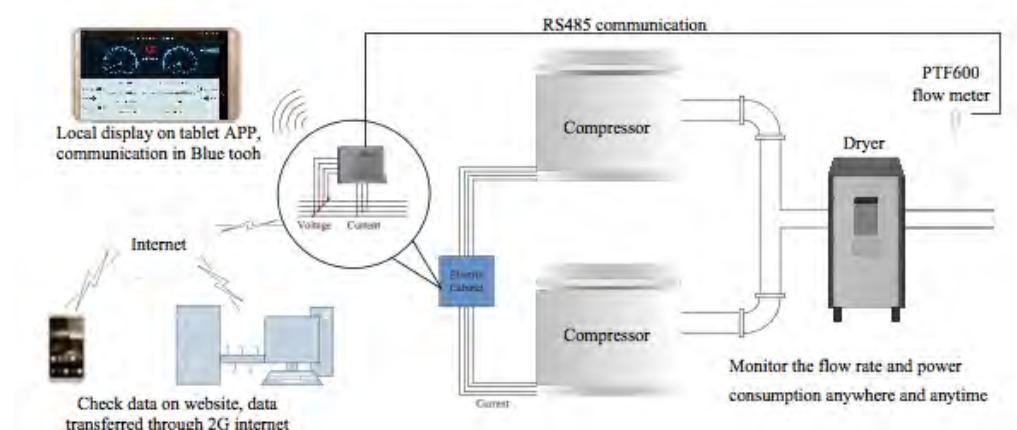 RS485 communication
PTF600
flow meter
Compressor
Dryer
Local display on tablet APP,
communication in Blue tooh
Voltage Current
Internet
Electric
Cabinet
Compressor
Monitor the flow rate and power
consumption anywhere and anytime
Current
Check data on website, data
transferred through 2G internet